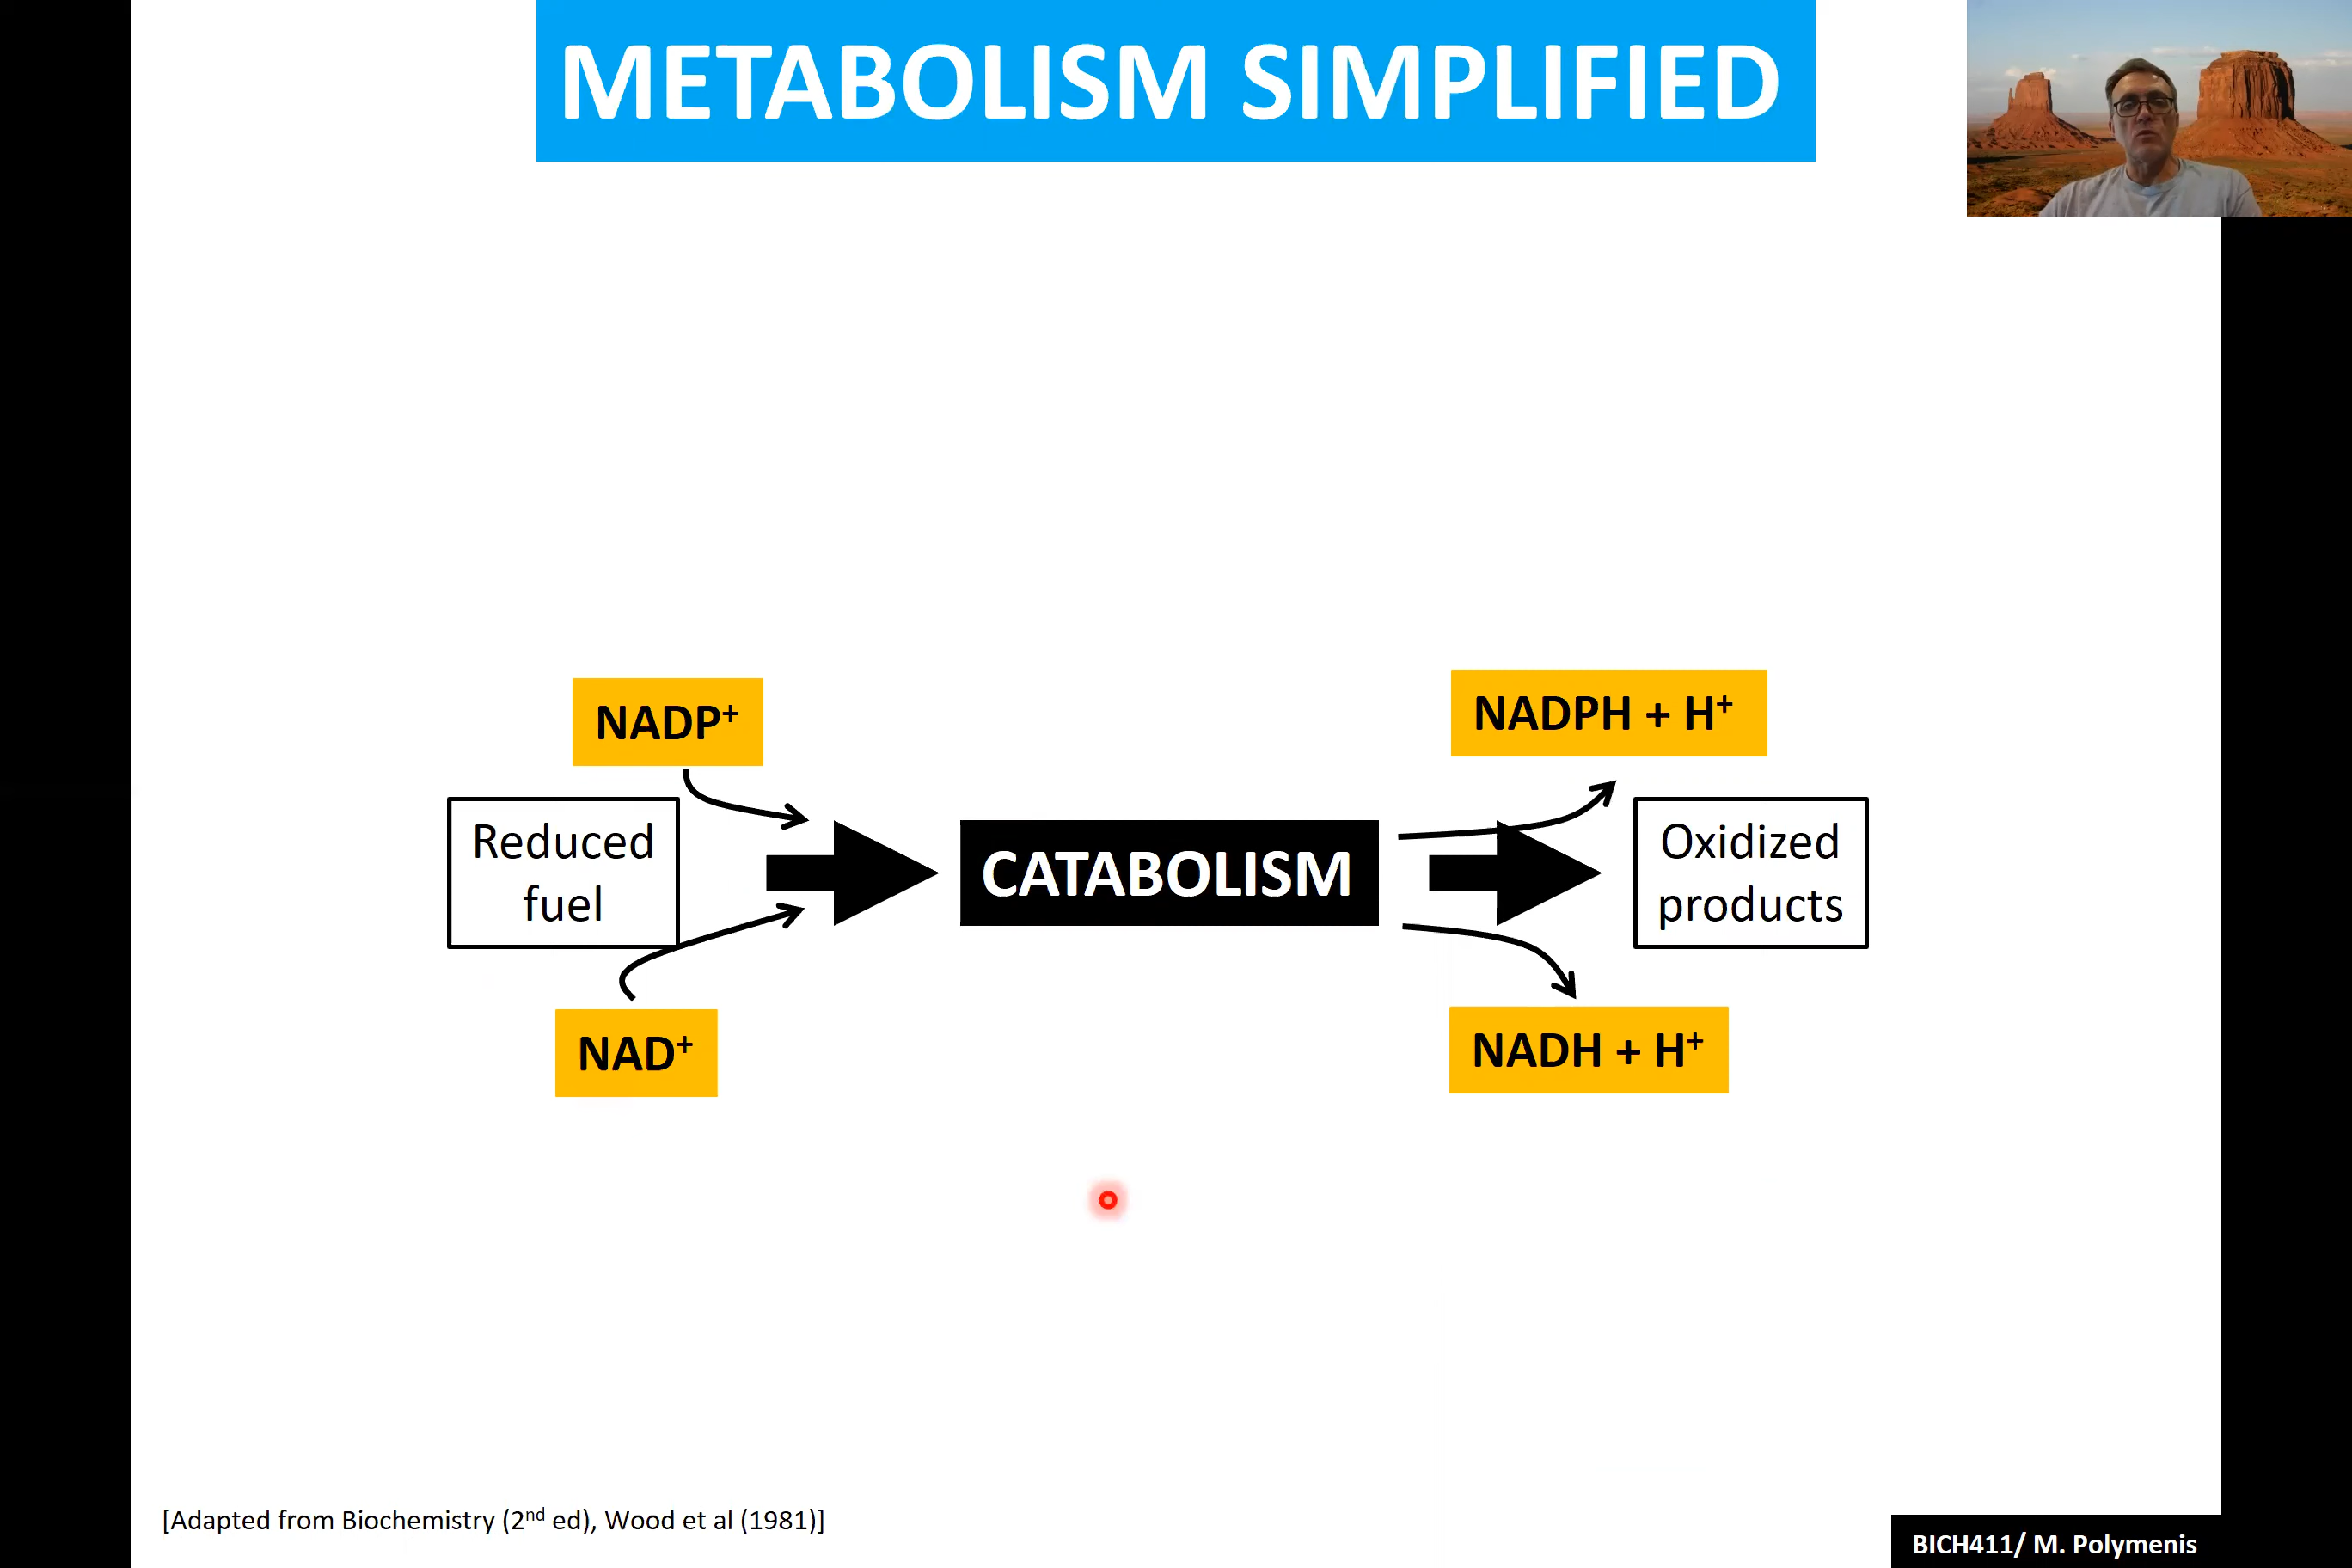 METABOLISM SIMPLIFIED
NADP⁺
NADPH + H⁺
Reduced
fuel
CATABOLISM
Oxidized
products
NAD⁺
NADH + H⁺
[Adapted from Biochemistry (2ⁿᵈ ed), Wood et al (1981)]
BICH411/ M. Polymenis